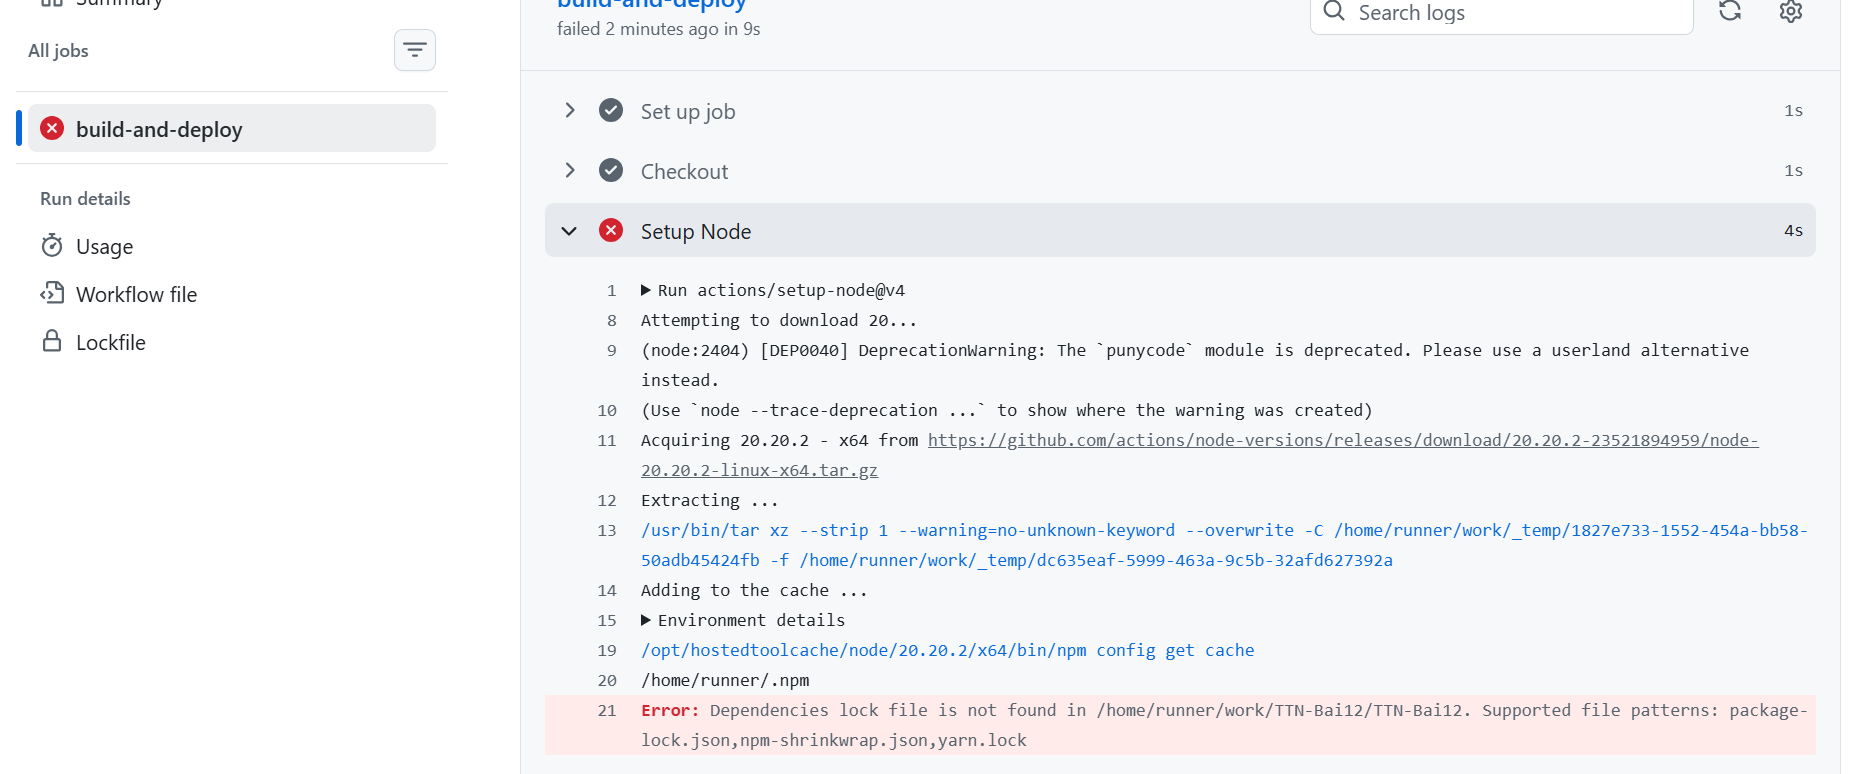 Summary
All jobs
build-and-deploy
Run details
Usage
Workflow file
Lockfile
build-and-deploy
failed 2 minutes ago in 9s
Search logs
Set up job 1s
Checkout 1s
Setup Node 4s
1 Run actions/setup-node@v4
8 Attempting to download 20...
9 (node:2404) [DEP0040] DeprecationWarning: The `punycode` module is deprecated. Please use a userland alternative
instead.
10 (Use `node --trace-deprecation ...` to show where the warning was created)
11 Acquiring 20.20.2 - x64 from https://github.com/actions/node-versions/releases/download/20.20.2-23521894959/node-
20.20.2-linux-x64.tar.gz
12 Extracting ...
13 /usr/bin/tar xz --strip 1 --warning=no-unknown-keyword --overwrite -C /home/runner/work/_temp/1827e733-1552-454a-bb58-
50adb45424fb -f /home/runner/work/_temp/dc635eaf-5999-463a-9c5b-32afd627392a
14 Adding to the cache ...
15 Environment details
19 /opt/hostedtoolcache/node/20.20.2/x64/bin/npm config get cache
20 /home/runner/.npm
21 Error: Dependencies lock file is not found in /home/runner/work/TTN-Bai12/TTN-Bai12. Supported file patterns: package-
lock.json,npm-shrinkwrap.json,yarn.lock